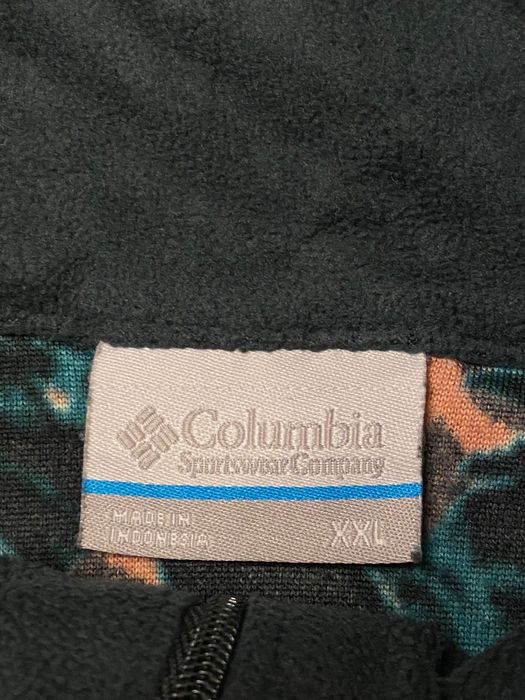 Columbia
Sportswear Company
MADE IN
INDONESIA
XXL